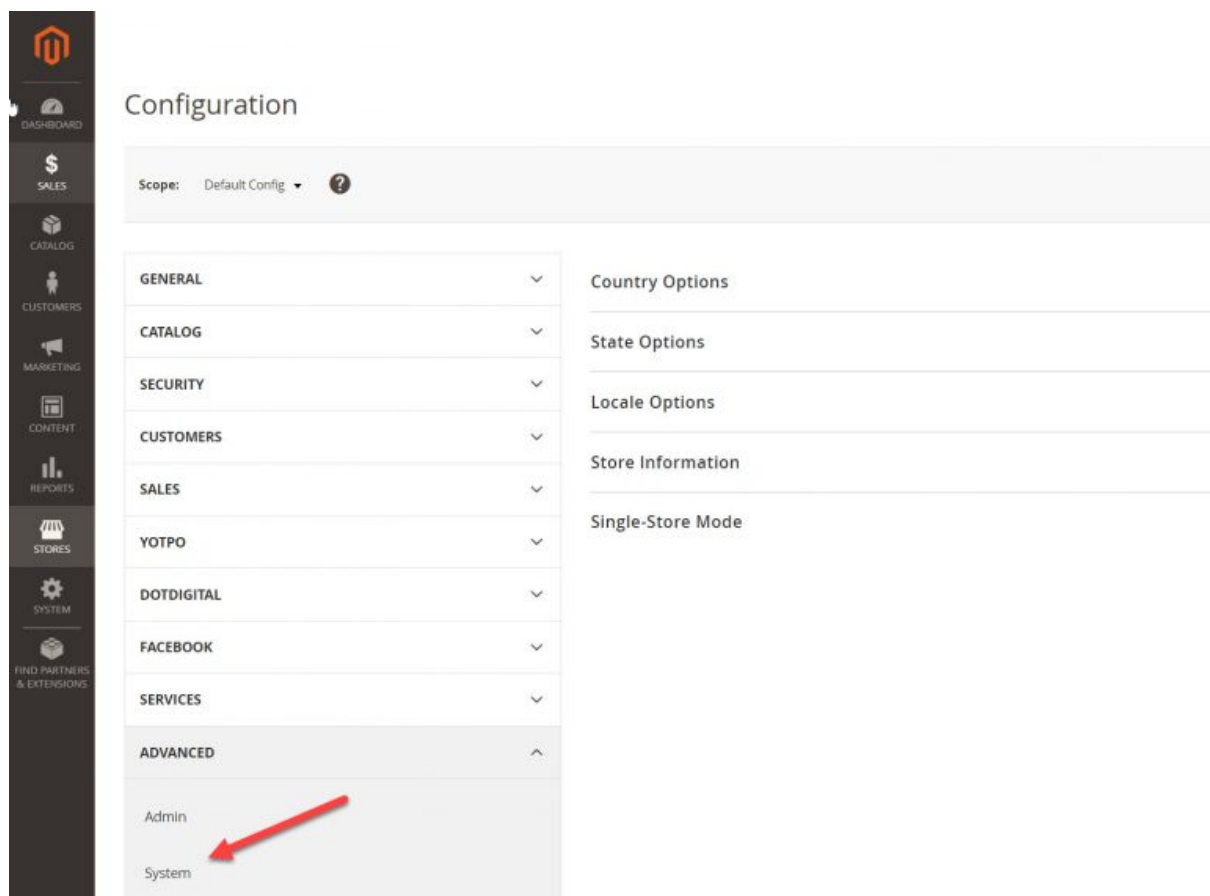 DASHBOARD
SALES
CATALOG
CUSTOMERS
MARKETING
CONTENT
REPORTS
STORES
SYSTEM
FIND PARTNERS
& EXTENSIONS
Configuration
Scope: Default Config ?
GENERAL
CATALOG
SECURITY
CUSTOMERS
SALES
YOTPO
DOTDIGITAL
FACEBOOK
SERVICES
ADVANCED
Admin
System
Country Options
State Options
Locale Options
Store Information
Single-Store Mode